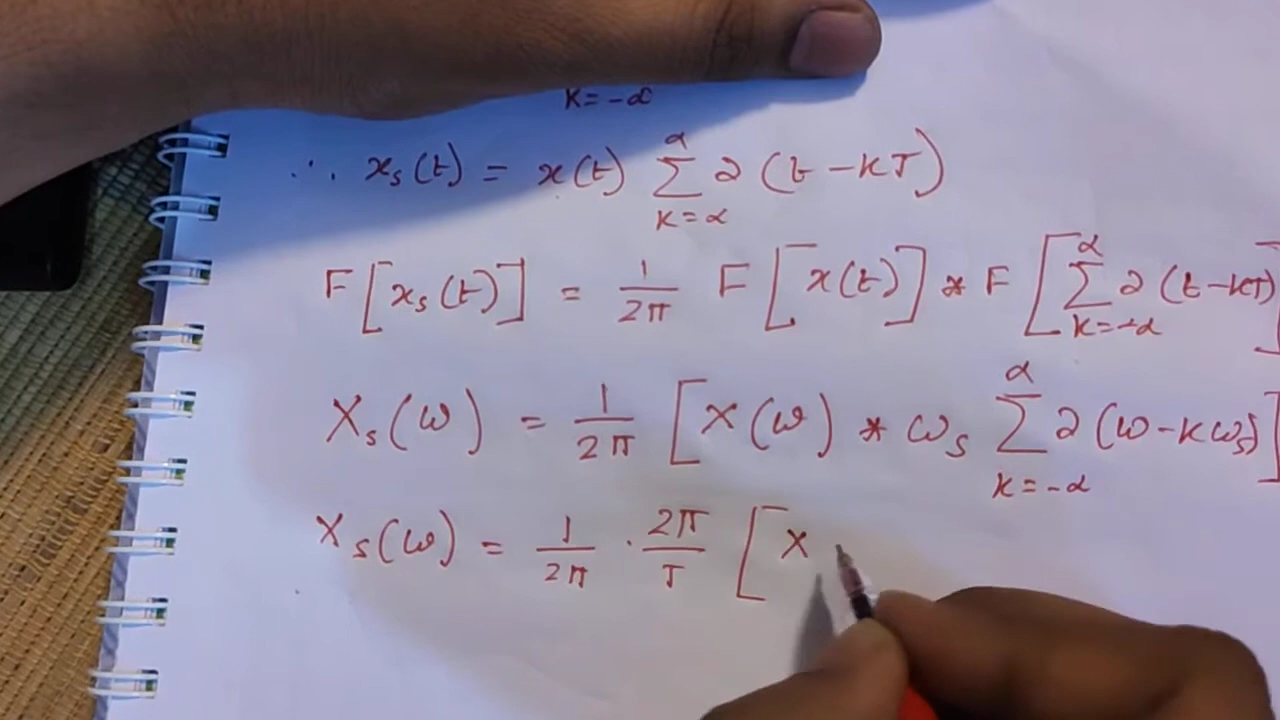 K = -∞
∴ xs(t) = x(t) ∑ α K = α ∂ (t - KT)
F[xs(t)] = 1/2π F[x(t)] * F[∑ α K = -α ∂ (t - KT)]
Xs(ω) = 1/2π [X(ω) * ωs ∑ α K = -α ∂ (ω - Kωs)]
Xs(ω) = 1/2π · 2π/T [X